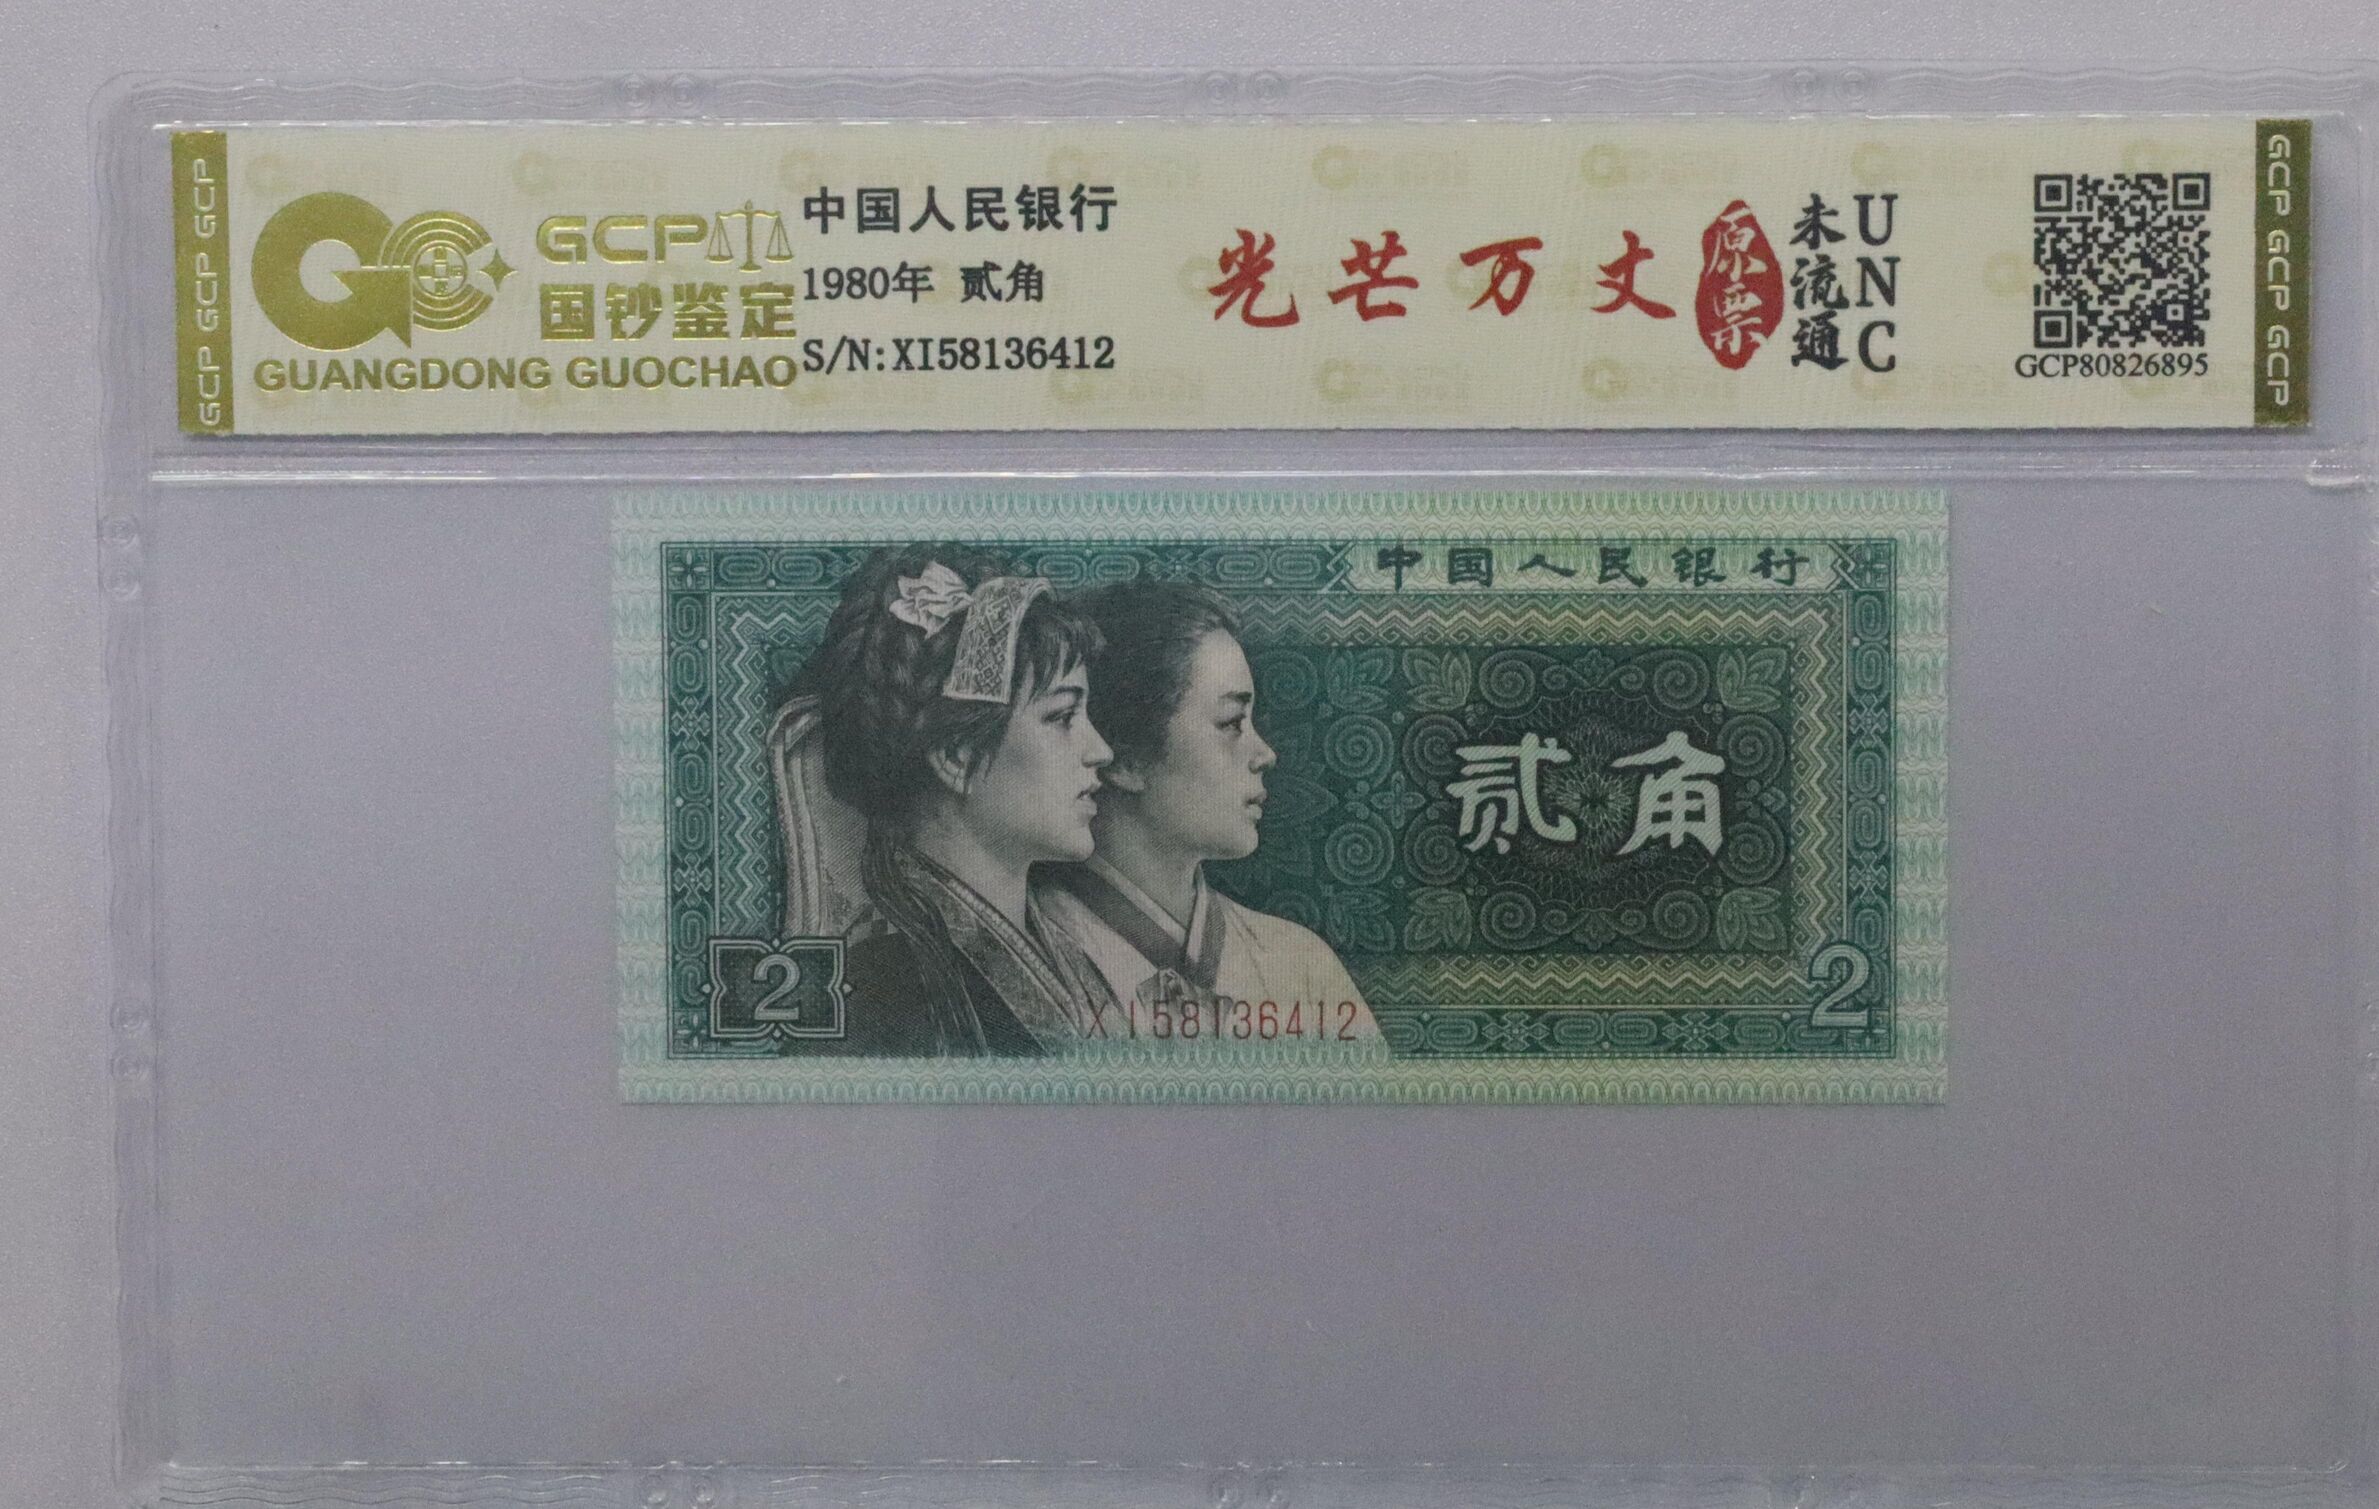 GCP GCP GCP
GCP
国钞鉴定
GUANGDONG GUOCHAO
中国人民银行
1980年 贰角
S/N:XI58136412
光芒万丈
原票
未流通
UNC
GCP80826895
GCP GCP GCP
中国人民银行
贰角
2
XI58136412
2